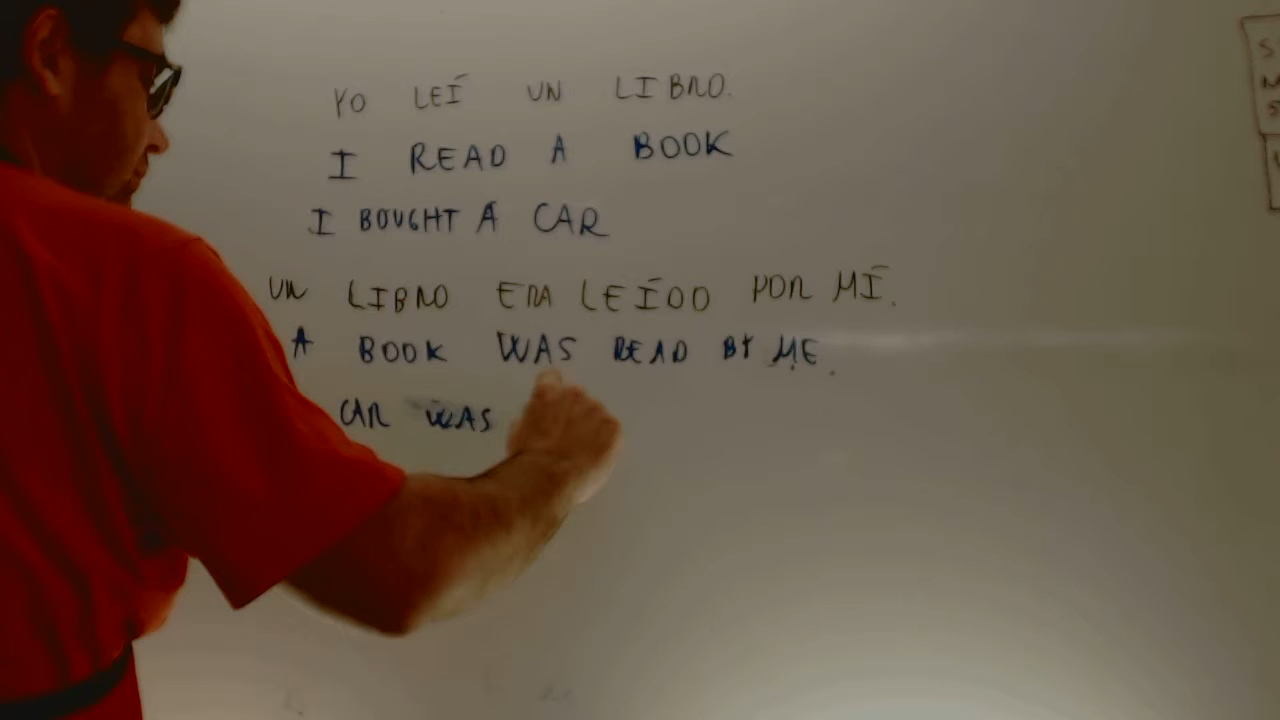 YO LEÍ UN LIBRO.
I READ A BOOK
I BOUGHT A CAR
UN LIBRO ERA LEÍDO POR MÍ.
A BOOK WAS READ BY ME.
CAR WAS
S
M
S